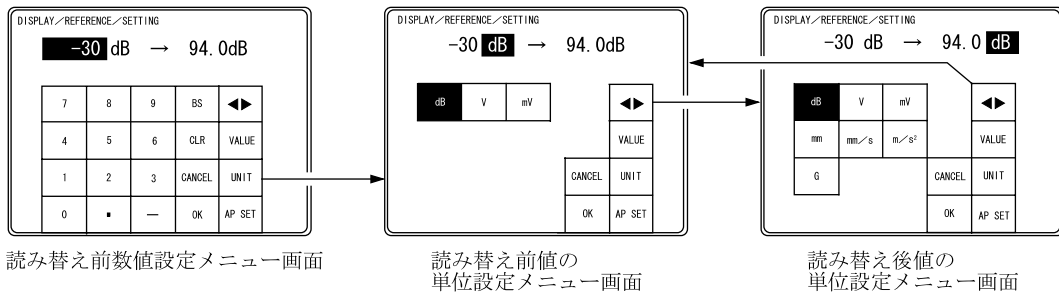 DISPLAY/REFERENCE/SETTING
-30 dB → 94.0dB
7 8 9 BS ◀▶
4 5 6 CLR VALUE
1 2 3 CANCEL UNIT
0 ▪ — OK AP SET
読み替え前数値設定メニュー画面
DISPLAY/REFERENCE/SETTING
-30 dB → 94.0dB
dB V mV ◀▶
VALUE
CANCEL UNIT
OK AP SET
読み替え前値の
単位設定メニュー画面
DISPLAY/REFERENCE/SETTING
-30 dB → 94.0 dB
dB V mV ◀▶
mm mm/s m/s² VALUE
G CANCEL UNIT
OK AP SET
読み替え後値の
単位設定メニュー画面